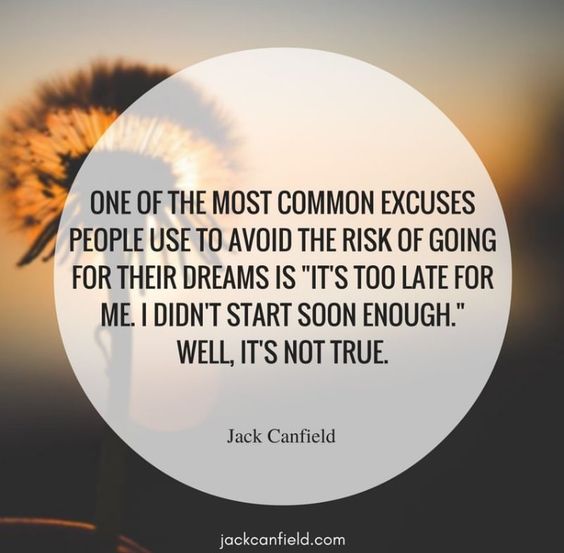 ONE OF THE MOST COMMON EXCUSES
PEOPLE USE TO AVOID THE RISK OF GOING
FOR THEIR DREAMS IS "IT'S TOO LATE FOR
ME. I DIDN'T START SOON ENOUGH."
WELL, IT'S NOT TRUE.
Jack Canfield
jackcanfield.com